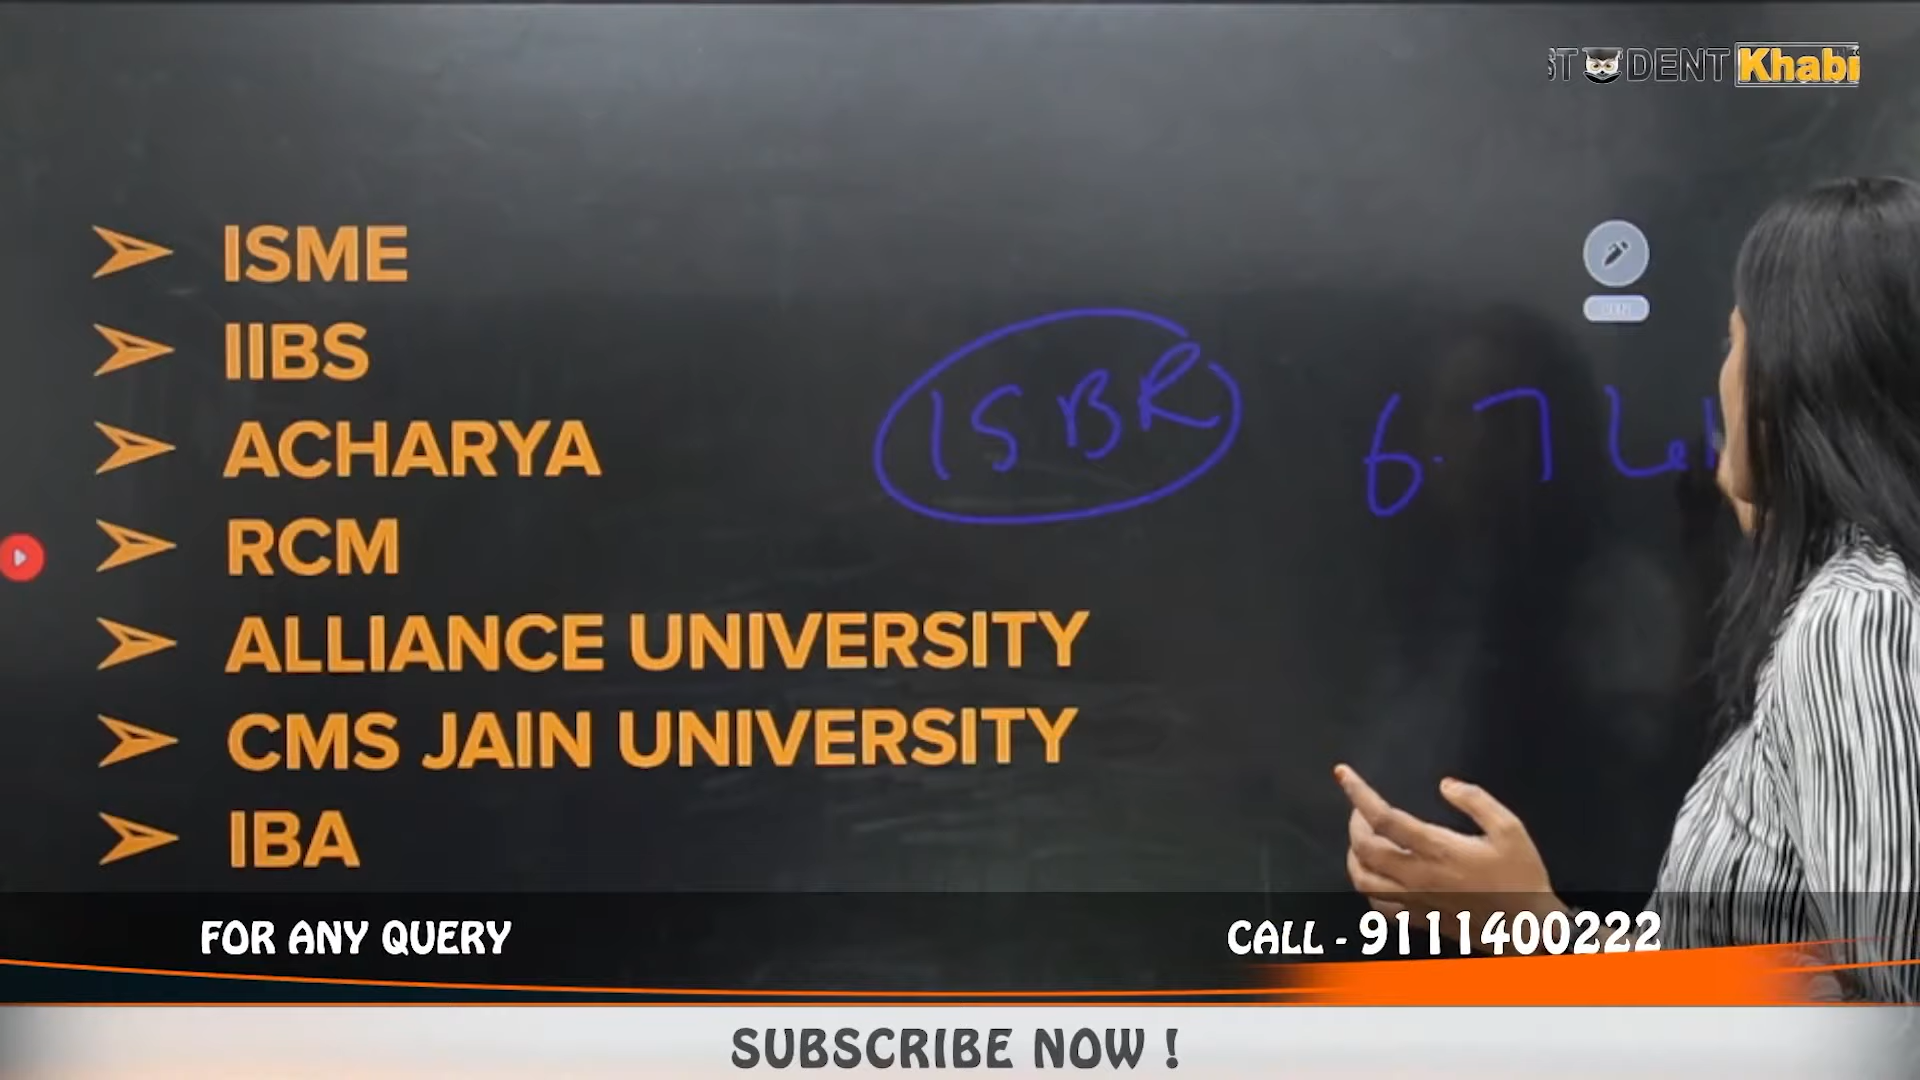 STUDENT Khabi
ISME
IIBS
ACHARYA
RCM
ALLIANCE UNIVERSITY
CMS JAIN UNIVERSITY
IBA
ISBR 6.7
FOR ANY QUERY
CALL - 9111400222
SUBSCRIBE NOW !